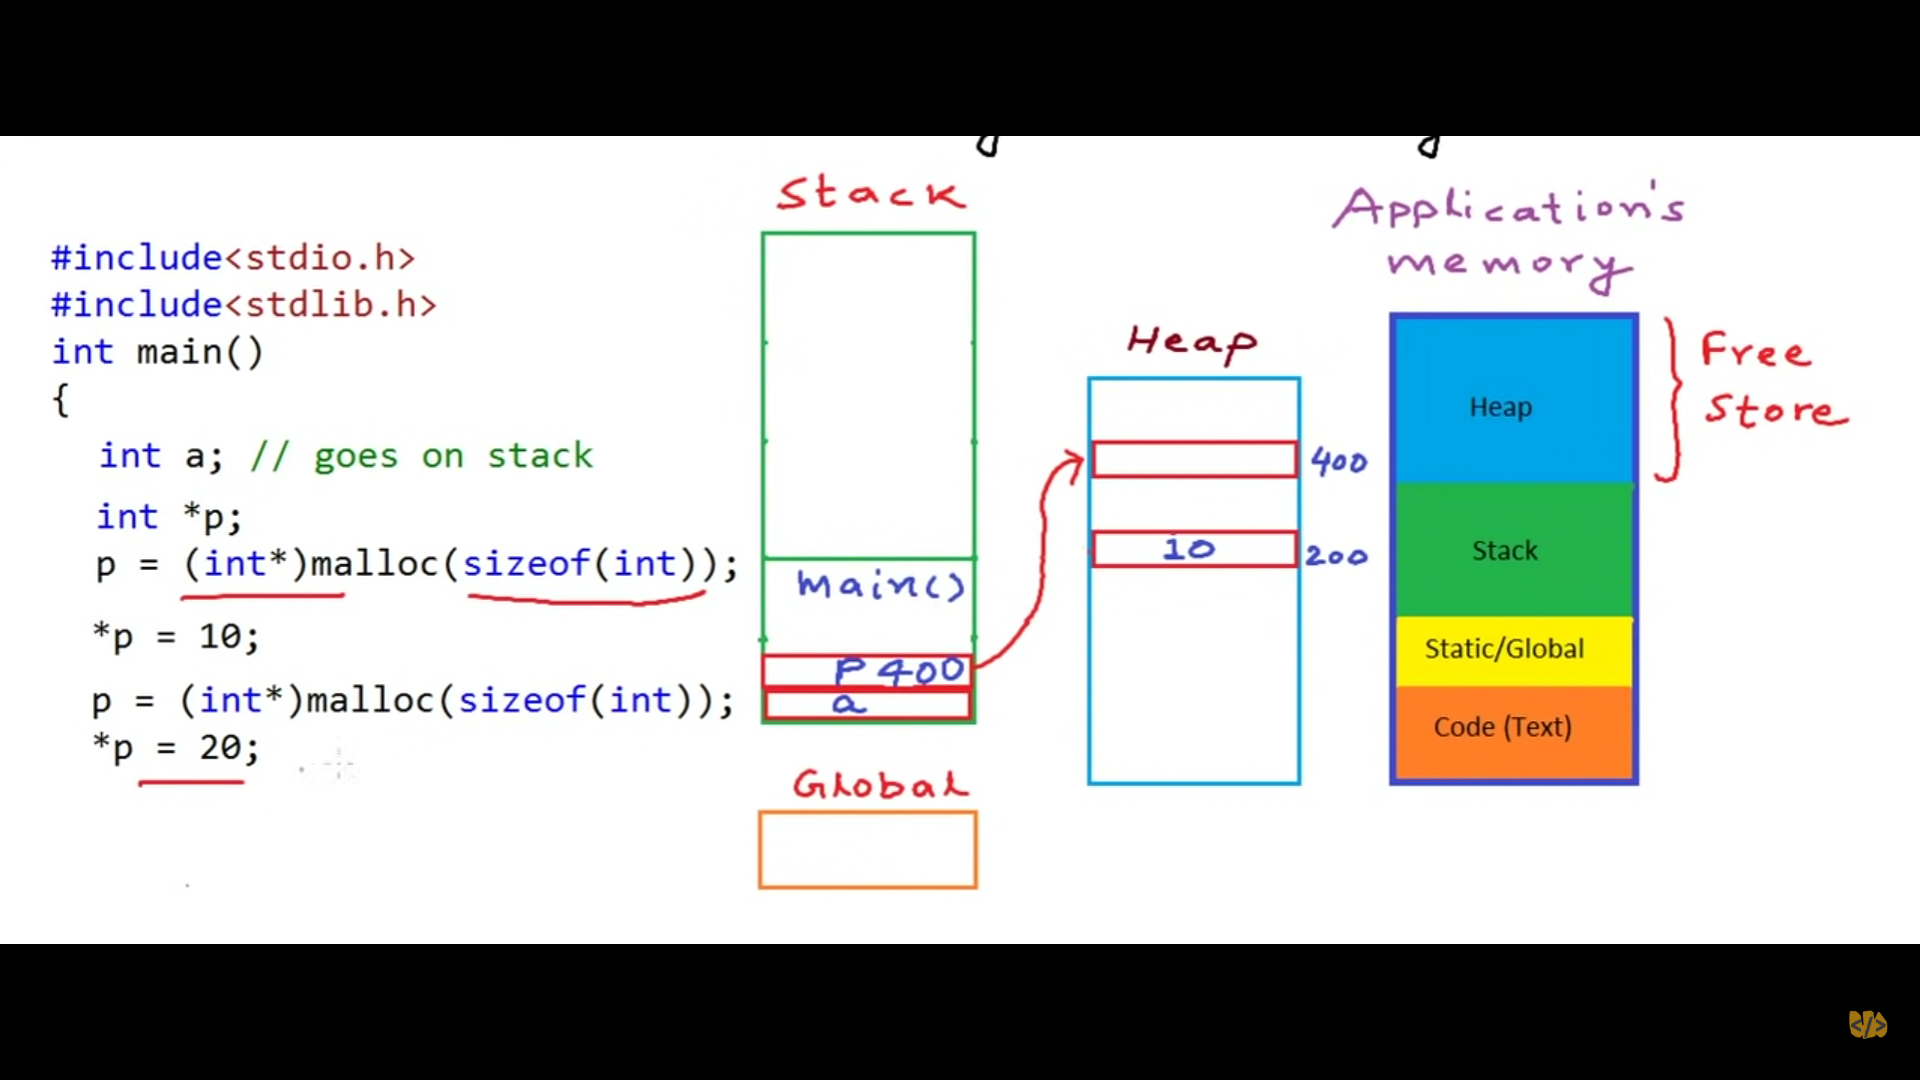 #include<stdio.h>
#include<stdlib.h>
int main()
{
int a; // goes on stack
int *p;
p = (int*)malloc(sizeof(int));
*p = 10;
p = (int*)malloc(sizeof(int));
*p = 20;
Stack
main()
P 400
a
Global
Heap
400
10 200
Application's
memory
Heap
Stack
Static/Global
Code (Text)
Free
Store